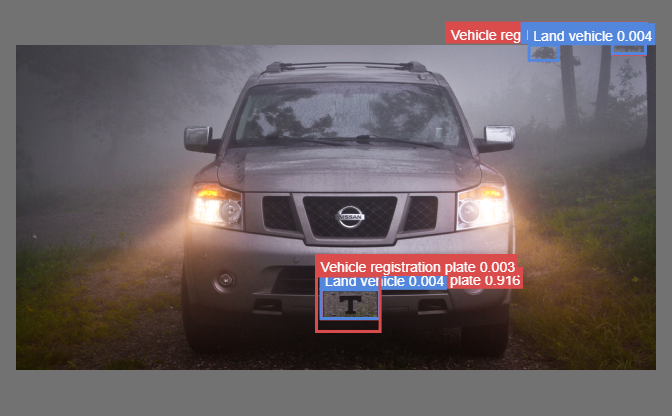 Vehicle reg
Land vehicle 0.004
NISSAN
Vehicle registration plate 0.003
Land vehicle 0.004
plate 0.916
T